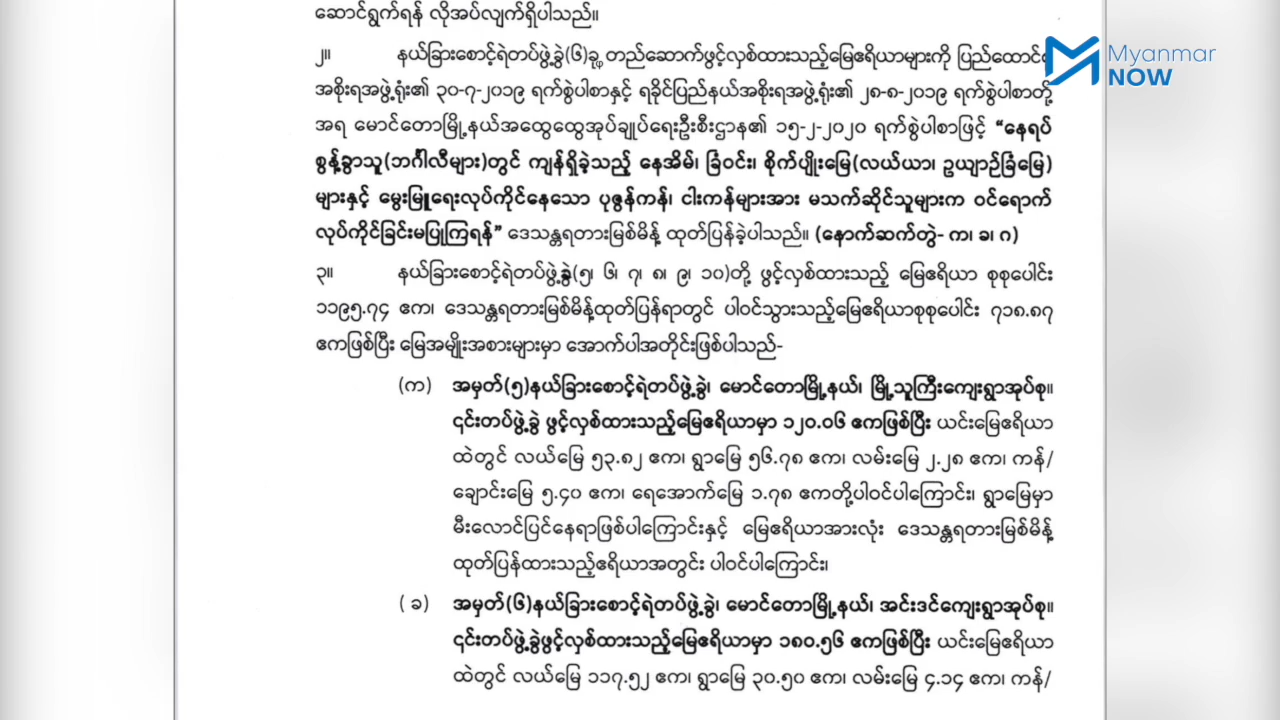 ဆောင်ရွက်ရန် လိုအပ်လျက်ရှိပါသည်။
၂။ နယ်ခြားစောင့်ရဲတပ်ဖွဲ့ခွဲ(၆)ခု တည်ဆောက်ဖွင့်လှစ်ထားသည့်မြေဧရိယာများကို ပြည်ထောင်စု
အစိုးရအဖွဲ့ရုံး၏ ၃၀-၇-၂၀၁၉ ရက်စွဲပါစာနှင့် ရခိုင်ပြည်နယ်အစိုးရအဖွဲ့ရုံး၏ ၂၈-၈-၂၀၁၉ ရက်စွဲပါစာတို့
အရ မောင်တောမြို့နယ်အထွေထွေအုပ်ချုပ်ရေးဦးစီးဌာန၏ ၁၅-၂-၂၀၂၀ ရက်စွဲပါစာဖြင့် “နေရပ်
စွန့်ခွာသူ(ဘင်္ဂါလီများ)တွင် ကျန်ရှိခဲ့သည့် နေအိမ်၊ ခြံဝင်း၊ စိုက်ပျိုးမြေ(လယ်ယာ၊ ဥယျာဉ်ခြံမြေ)
များနှင့် မွေးမြူရေးလုပ်ကိုင်နေသော ပုဇွန်ကန်၊ ငါးကန်များအား မသက်ဆိုင်သူများက ဝင်ရောက်
လုပ်ကိုင်ခြင်းမပြုကြရန်” ဒေသန္တရတားမြစ်မိန့် ထုတ်ပြန်ခဲ့ပါသည်။ (နောက်ဆက်တွဲ- က၊ ခ၊ ဂ)
၃။ နယ်ခြားစောင့်ရဲတပ်ဖွဲ့ခွဲ(၅၊ ၆၊ ၇၊ ၈၊ ၉၊ ၁၀)တို့ ဖွင့်လှစ်ထားသည့် မြေဧရိယာ စုစုပေါင်း
၁၁၉၅.၇၄ ဧက၊ ဒေသန္တရတားမြစ်မိန့်ထုတ်ပြန်ရာတွင် ပါဝင်သွားသည့်မြေဧရိယာစုစုပေါင်း ၇၁၈.၈၇
ဧကဖြစ်ပြီး မြေအမျိုးအစားများမှာ အောက်ပါအတိုင်းဖြစ်ပါသည်-
(က) အမှတ်(၅)နယ်ခြားစောင့်ရဲတပ်ဖွဲ့ခွဲ၊ မောင်တောမြို့နယ်၊ မြို့သူကြီးကျေးရွာအုပ်စု။
၎င်းတပ်ဖွဲ့ခွဲ ဖွင့်လှစ်ထားသည့်မြေဧရိယာမှာ ၁၂၀.၀၆ ဧကဖြစ်ပြီး ယင်းမြေဧရိယာ
ထဲတွင် လယ်မြေ ၅၃.၈၂ ဧက၊ ရွာမြေ ၅၆.၇၈ ဧက၊ လမ်းမြေ ၂.၂၈ ဧက၊ ကန်/
ချောင်းမြေ ၅.၄၀ ဧက၊ ရေအောက်မြေ ၁.၇၈ ဧကတို့ပါဝင်ပါကြောင်း၊ ရွာမြေမှာ
မီးလောင်ပြင်နေရာဖြစ်ပါကြောင်းနှင့် မြေဧရိယာအားလုံး ဒေသန္တရတားမြစ်မိန့်
ထုတ်ပြန်ထားသည့်ဧရိယာအတွင်း ပါဝင်ပါကြောင်း၊
(ခ) အမှတ်(၆)နယ်ခြားစောင့်ရဲတပ်ဖွဲ့ခွဲ၊ မောင်တောမြို့နယ်၊ အင်းဒင်ကျေးရွာအုပ်စု။
၎င်းတပ်ဖွဲ့ခွဲဖွင့်လှစ်ထားသည့်မြေဧရိယာမှာ ၁၈၀.၅၆ ဧကဖြစ်ပြီး ယင်းမြေဧရိယာ
ထဲတွင် လယ်မြေ ၁၁၇.၅၂ ဧက၊ ရွာမြေ ၃၀.၅၀ ဧက၊ လမ်းမြေ ၄.၁၄ ဧက၊ ကန်/
Myanmar
NOW